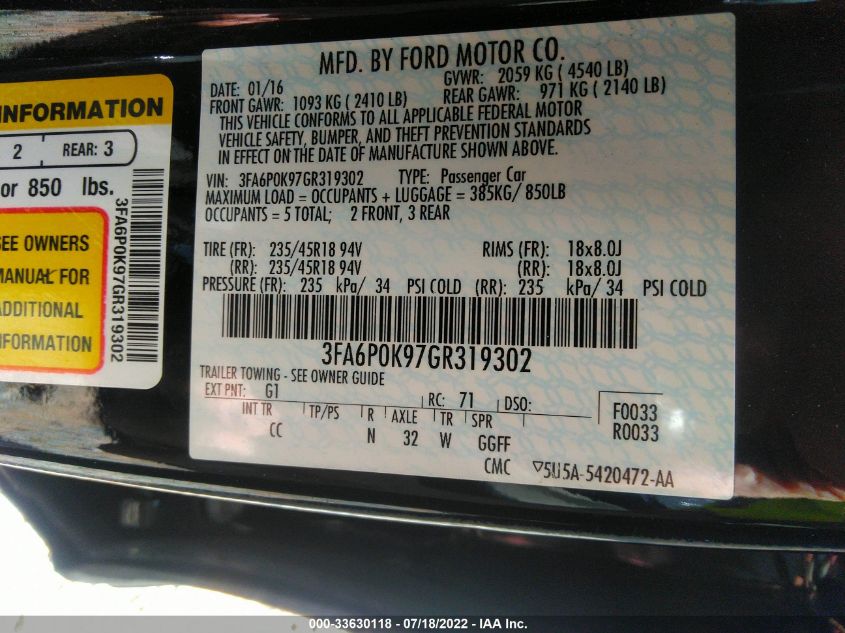 MFD. BY FORD MOTOR CO.
DATE: 01/16
GVWR: 2059 KG ( 4540 LB)
FRONT GAWR: 1093 KG ( 2410 LB)
REAR GAWR: 971 KG ( 2140 LB)
THIS VEHICLE CONFORMS TO ALL APPLICABLE FEDERAL MOTOR
VEHICLE SAFETY, BUMPER, AND THEFT PREVENTION STANDARDS
IN EFFECT ON THE DATE OF MANUFACTURE SHOWN ABOVE.
VIN: 3FA6P0K97GR319302 TYPE: Passenger Car
MAXIMUM LOAD = OCCUPANTS + LUGGAGE = 385KG/ 850LB
OCCUPANTS = 5 TOTAL; 2 FRONT, 3 REAR
TIRE (FR): 235/45R18 94V RIMS (FR): 18x8.0J
(RR): 235/45R18 94V (RR): 18x8.0J
PRESSURE (FR): 235 kPa/ 34 PSI COLD (RR): 235 kPa/ 34 PSI COLD
3FA6P0K97GR319302
TRAILER TOWING - SEE OWNER GUIDE
EXT PNT: G1 RC: 71 DSO:
F0033
R0033
INT TR TP/PS R AXLE TR SPR
CC N 32 W GGFF
CMC ▽5U5A-5420472-AA
INFORMATION
2 REAR: 3
or 850 lbs.
SEE OWNERS
MANUAL FOR
ADDITIONAL
INFORMATION
3FA6P0K97GR319302
000-33630118 - 07/18/2022 - IAA Inc.